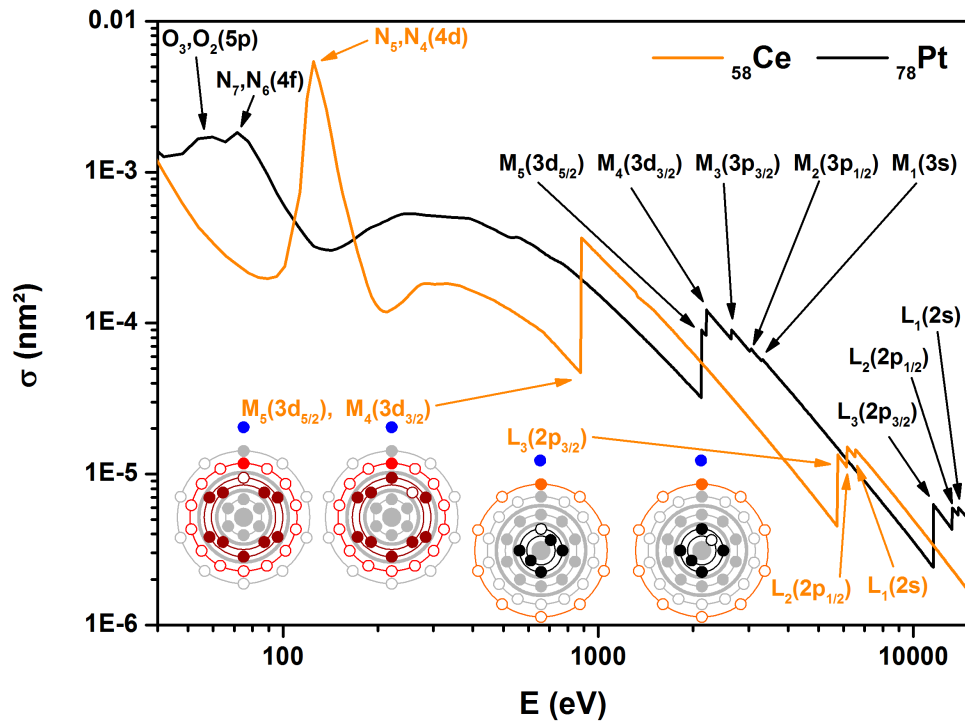 0.01
1E-3
1E-4
1E-5
1E-6
σ (nm²)
O₃,O₂(5p)
N₇,N₆(4f)
N₅,N₄(4d)
₅₈Ce
₇₈Pt
M₅(3d₅/₂)
M₄(3d₃/₂)
M₃(3p₃/₂)
M₂(3p₁/₂)
M₁(3s)
L₁(2s)
L₂(2p₁/₂)
L₃(2p₃/₂)
M₅(3d₅/₂), M₄(3d₃/₂)
L₃(2p₃/₂)
L₂(2p₁/₂)
L₁(2s)
100
1000
10000
E (eV)